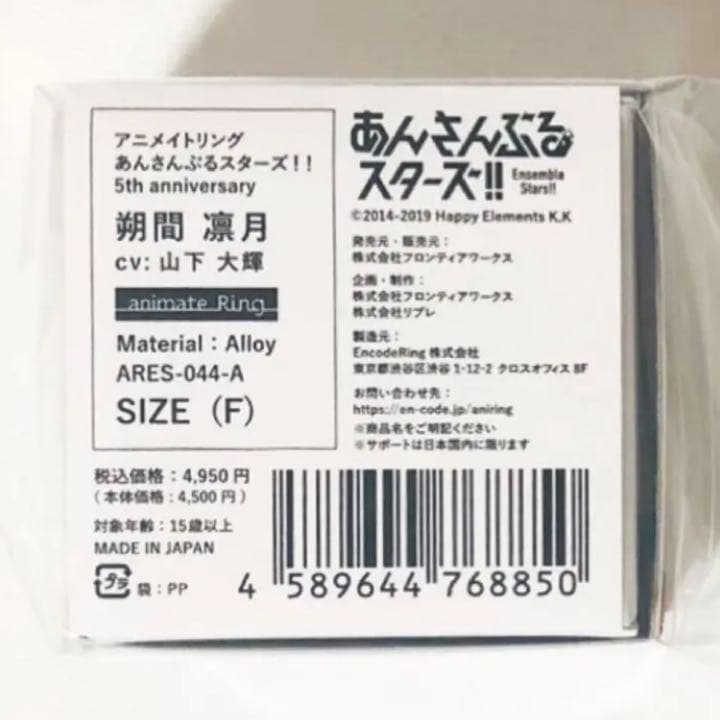 アニメイトリング
あんさんぶるスターズ！！
5th anniversary
朔間 凛月
cv: 山下 大輝
animate Ring
Material：Alloy
ARES-044-A
SIZE（F）
税込価格：4,950 円
（本体価格：4,500 円）
対象年齢：15歳以上
MADE IN JAPAN
プラ 袋：PP
あんさんぶる
スターズ!!
Ensemble
Stars!!
©2014-2019 Happy Elements K.K
発売元・販売元：
株式会社フロンティアワークス
企画・制作：
株式会社フロンティアワークス
株式会社リブレ
製造元：
EncodeRing 株式会社
東京都渋谷区渋谷 1-12-2 クロスオフィス 8F
お問い合わせ先：
https://en-code.jp/aniring
※商品名をご明記ください
※サポートは日本国内に限ります
4 589644 768850